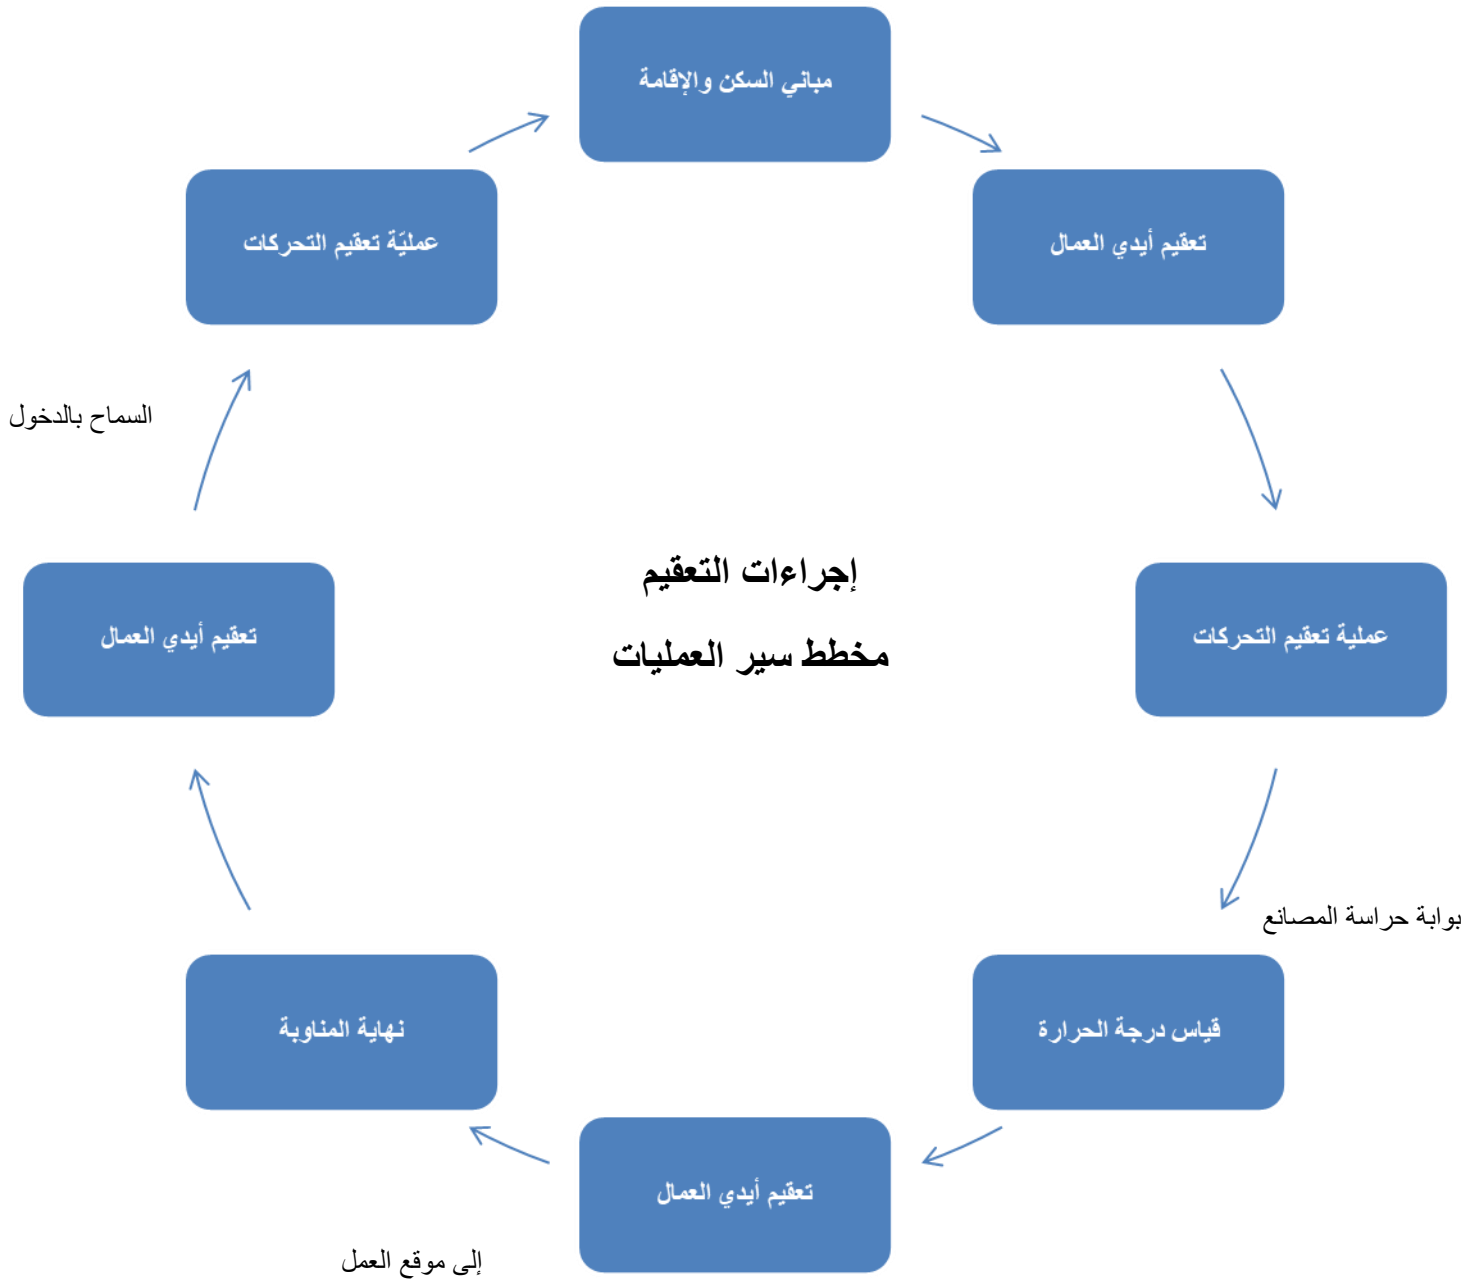 مباني السكن والإقامة
تعقيم أيدي العمال
عملية تعقيم التحركات
بوابة حراسة المصانع
قياس درجة الحرارة
تعقيم أيدي العمال
إلى موقع العمل
نهاية المناوبة
تعقيم أيدي العمال
السماح بالدخول
عمليّة تعقيم التحركات
إجراءات التعقيم
مخطط سير العمليات